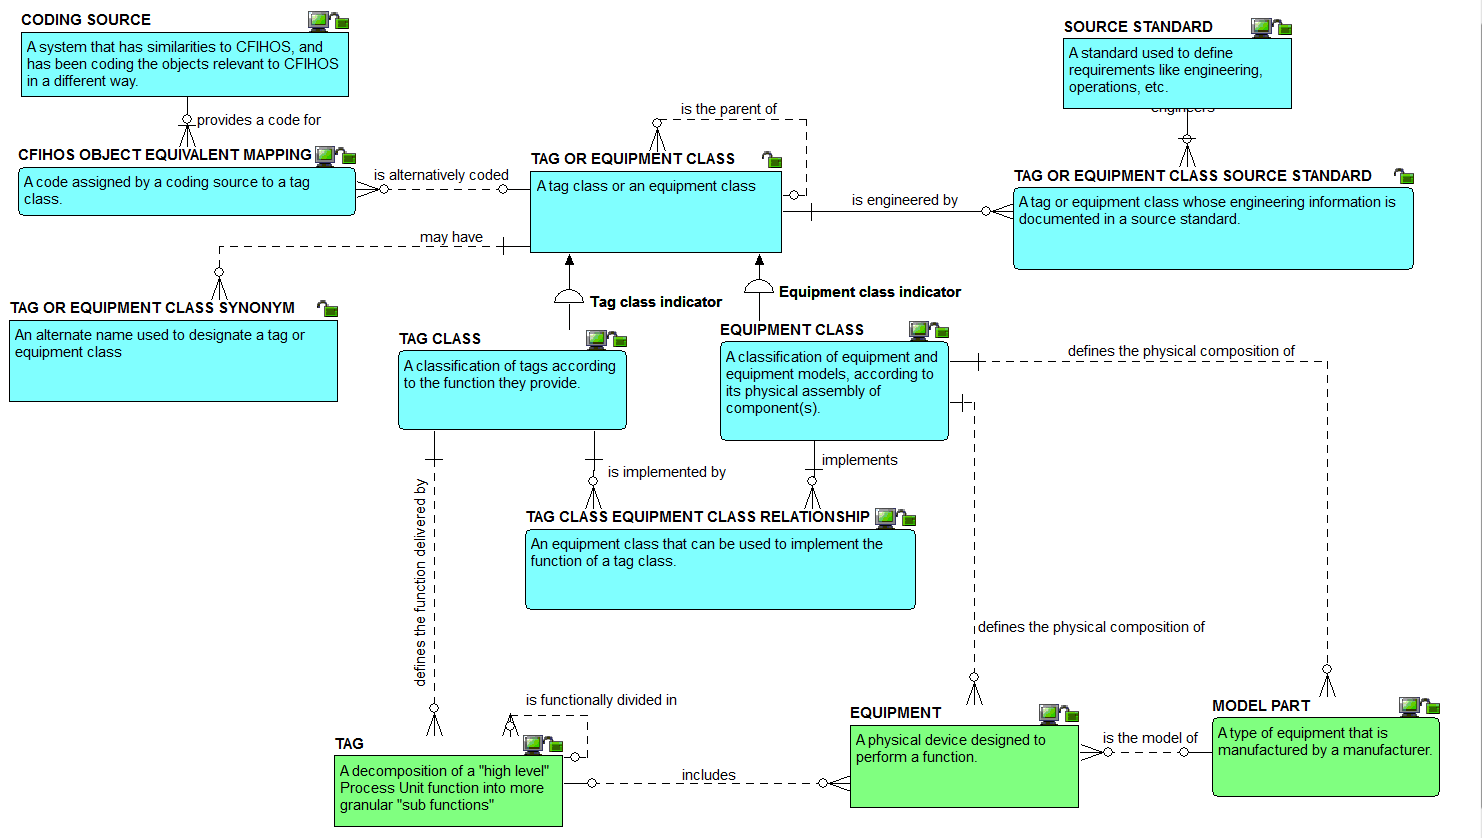 CODING SOURCE
A system that has similarities to CFIHOS, and
has been coding the objects relevant to CFIHOS
in a different way.
SOURCE STANDARD
A standard used to define
requirements like engineering,
operations, etc.
engineers
provides a code for
is the parent of
CFIHOS OBJECT EQUIVALENT MAPPING
A code assigned by a coding source to a tag
class.
is alternatively coded
TAG OR EQUIPMENT CLASS
A tag class or an equipment class
is engineered by
TAG OR EQUIPMENT CLASS SOURCE STANDARD
A tag or equipment class whose engineering information is
documented in a source standard.
may have
TAG OR EQUIPMENT CLASS SYNONYM
An alternate name used to designate a tag or
equipment class
Tag class indicator
Equipment class indicator
TAG CLASS
A classification of tags according
to the function they provide.
EQUIPMENT CLASS
A classification of equipment and
equipment models, according to
its physical assembly of
component(s).
defines the physical composition of
is implemented by
implements
defines the function delivered by
TAG CLASS EQUIPMENT CLASS RELATIONSHIP
An equipment class that can be used to implement the
function of a tag class.
defines the physical composition of
is functionally divided in
TAG
A decomposition of a "high level"
Process Unit function into more
granular "sub functions"
includes
EQUIPMENT
A physical device designed to
perform a function.
is the model of
MODEL PART
A type of equipment that is
manufactured by a manufacturer.